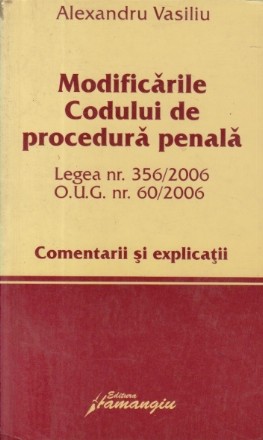 Alexandru Vasiliu
Modificările
Codului de
procedură penală
Legea nr. 356/2006
O.U.G. nr. 60/2006
Comentarii şi explicaţii
Editura
Hamangiu